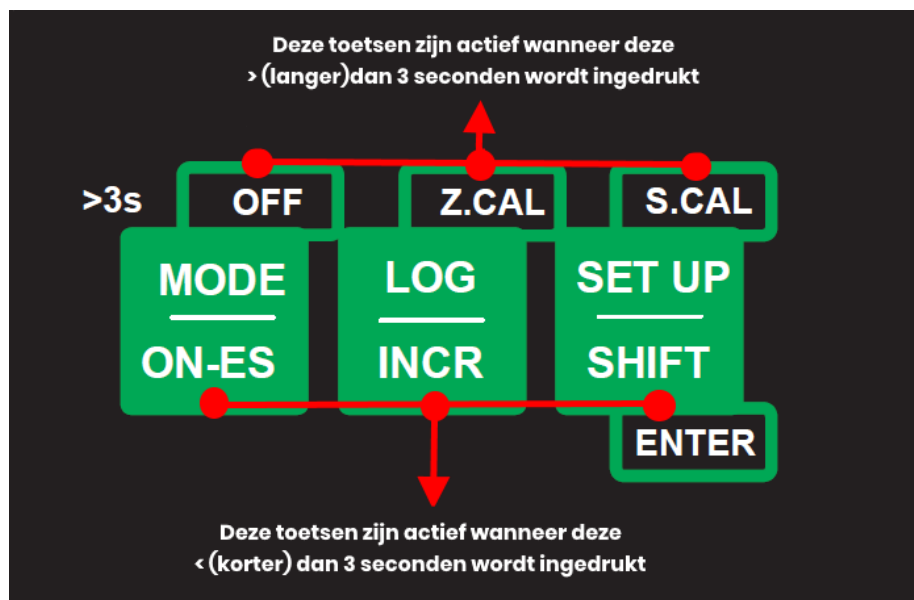 Deze toetsen zijn actief wanneer deze
> (langer)dan 3 seconden wordt ingedrukt
>3s OFF Z.CAL S.CAL
MODE LOG SET UP
ON-ES INCR SHIFT
ENTER
Deze toetsen zijn actief wanneer deze
< (korter) dan 3 seconden wordt ingedrukt